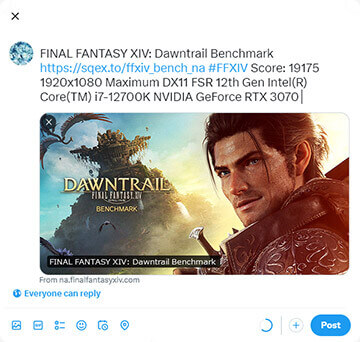 FINAL FANTASY XIV: Dawntrail Benchmark
https://sqex.to/ffxiv_bench_na #FFXIV Score: 19175
1920x1080 Maximum DX11 FSR 12th Gen Intel(R)
Core(TM) i7-12700K NVIDIA GeForce RTX 3070
DAWNTRAIL
FINAL FANTASY XIV
BENCHMARK
FINAL FANTASY XIV: Dawntrail Benchmark
From na.finalfantasyxiv.com
Everyone can reply
GIF
Post